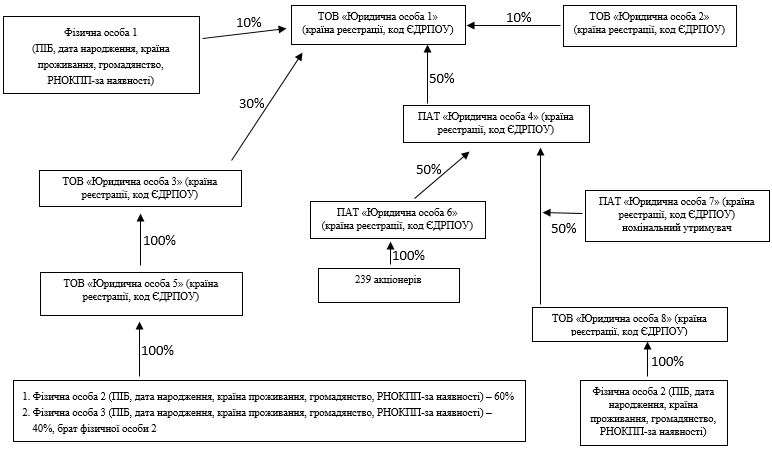 Фізична особа 1
(ПІБ, дата народження, країна
проживання, громадянство,
РНОКПП-за наявності)
10%
ТОВ «Юридична особа 1»
(країна реєстрації, код ЄДРПОУ)
10%
ТОВ «Юридична особа 2»
(країна реєстрації, код ЄДРПОУ)
30%
50%
ПАТ «Юридична особа 4» (країна
реєстрації, код ЄДРПОУ)
50%
ТОВ «Юридична особа 3» (країна
реєстрації, код ЄДРПОУ)
ПАТ «Юридична особа 6»
(країна реєстрації, код ЄДРПОУ)
ПАТ «Юридична особа 7» (країна
реєстрації, код ЄДРПОУ)
номінальний утримувач
50%
100%
100%
ТОВ «Юридична особа 5» (країна
реєстрації, код ЄДРПОУ)
239 акціонерів
ТОВ «Юридична особа 8» (країна
реєстрації, код ЄДРПОУ)
100%
100%
1. Фізична особа 2 (ПІБ, дата народження, країна проживання, громадянство, РНОКПП-за наявності) – 60%
2. Фізична особа 3 (ПІБ, дата народження, країна проживання, громадянство, РНОКПП-за наявності) –
40%, брат фізичної особи 2
Фізична особа 2 (ПІБ, дата
народження, країна
проживання, громадянство,
РНОКПП-за наявності)